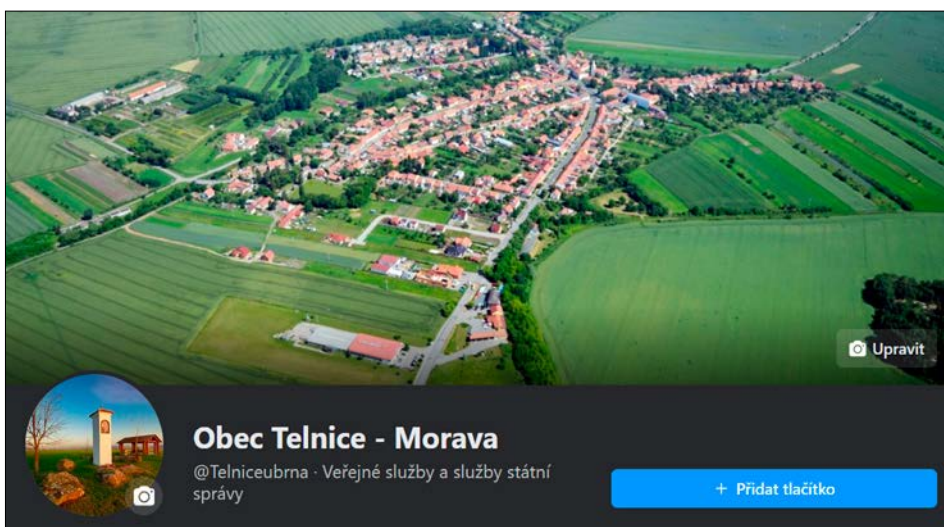 Upravit
Obec Telnice - Morava
@Telniceubrna · Veřejné služby a služby státní
správy
+ Přidat tlačítko